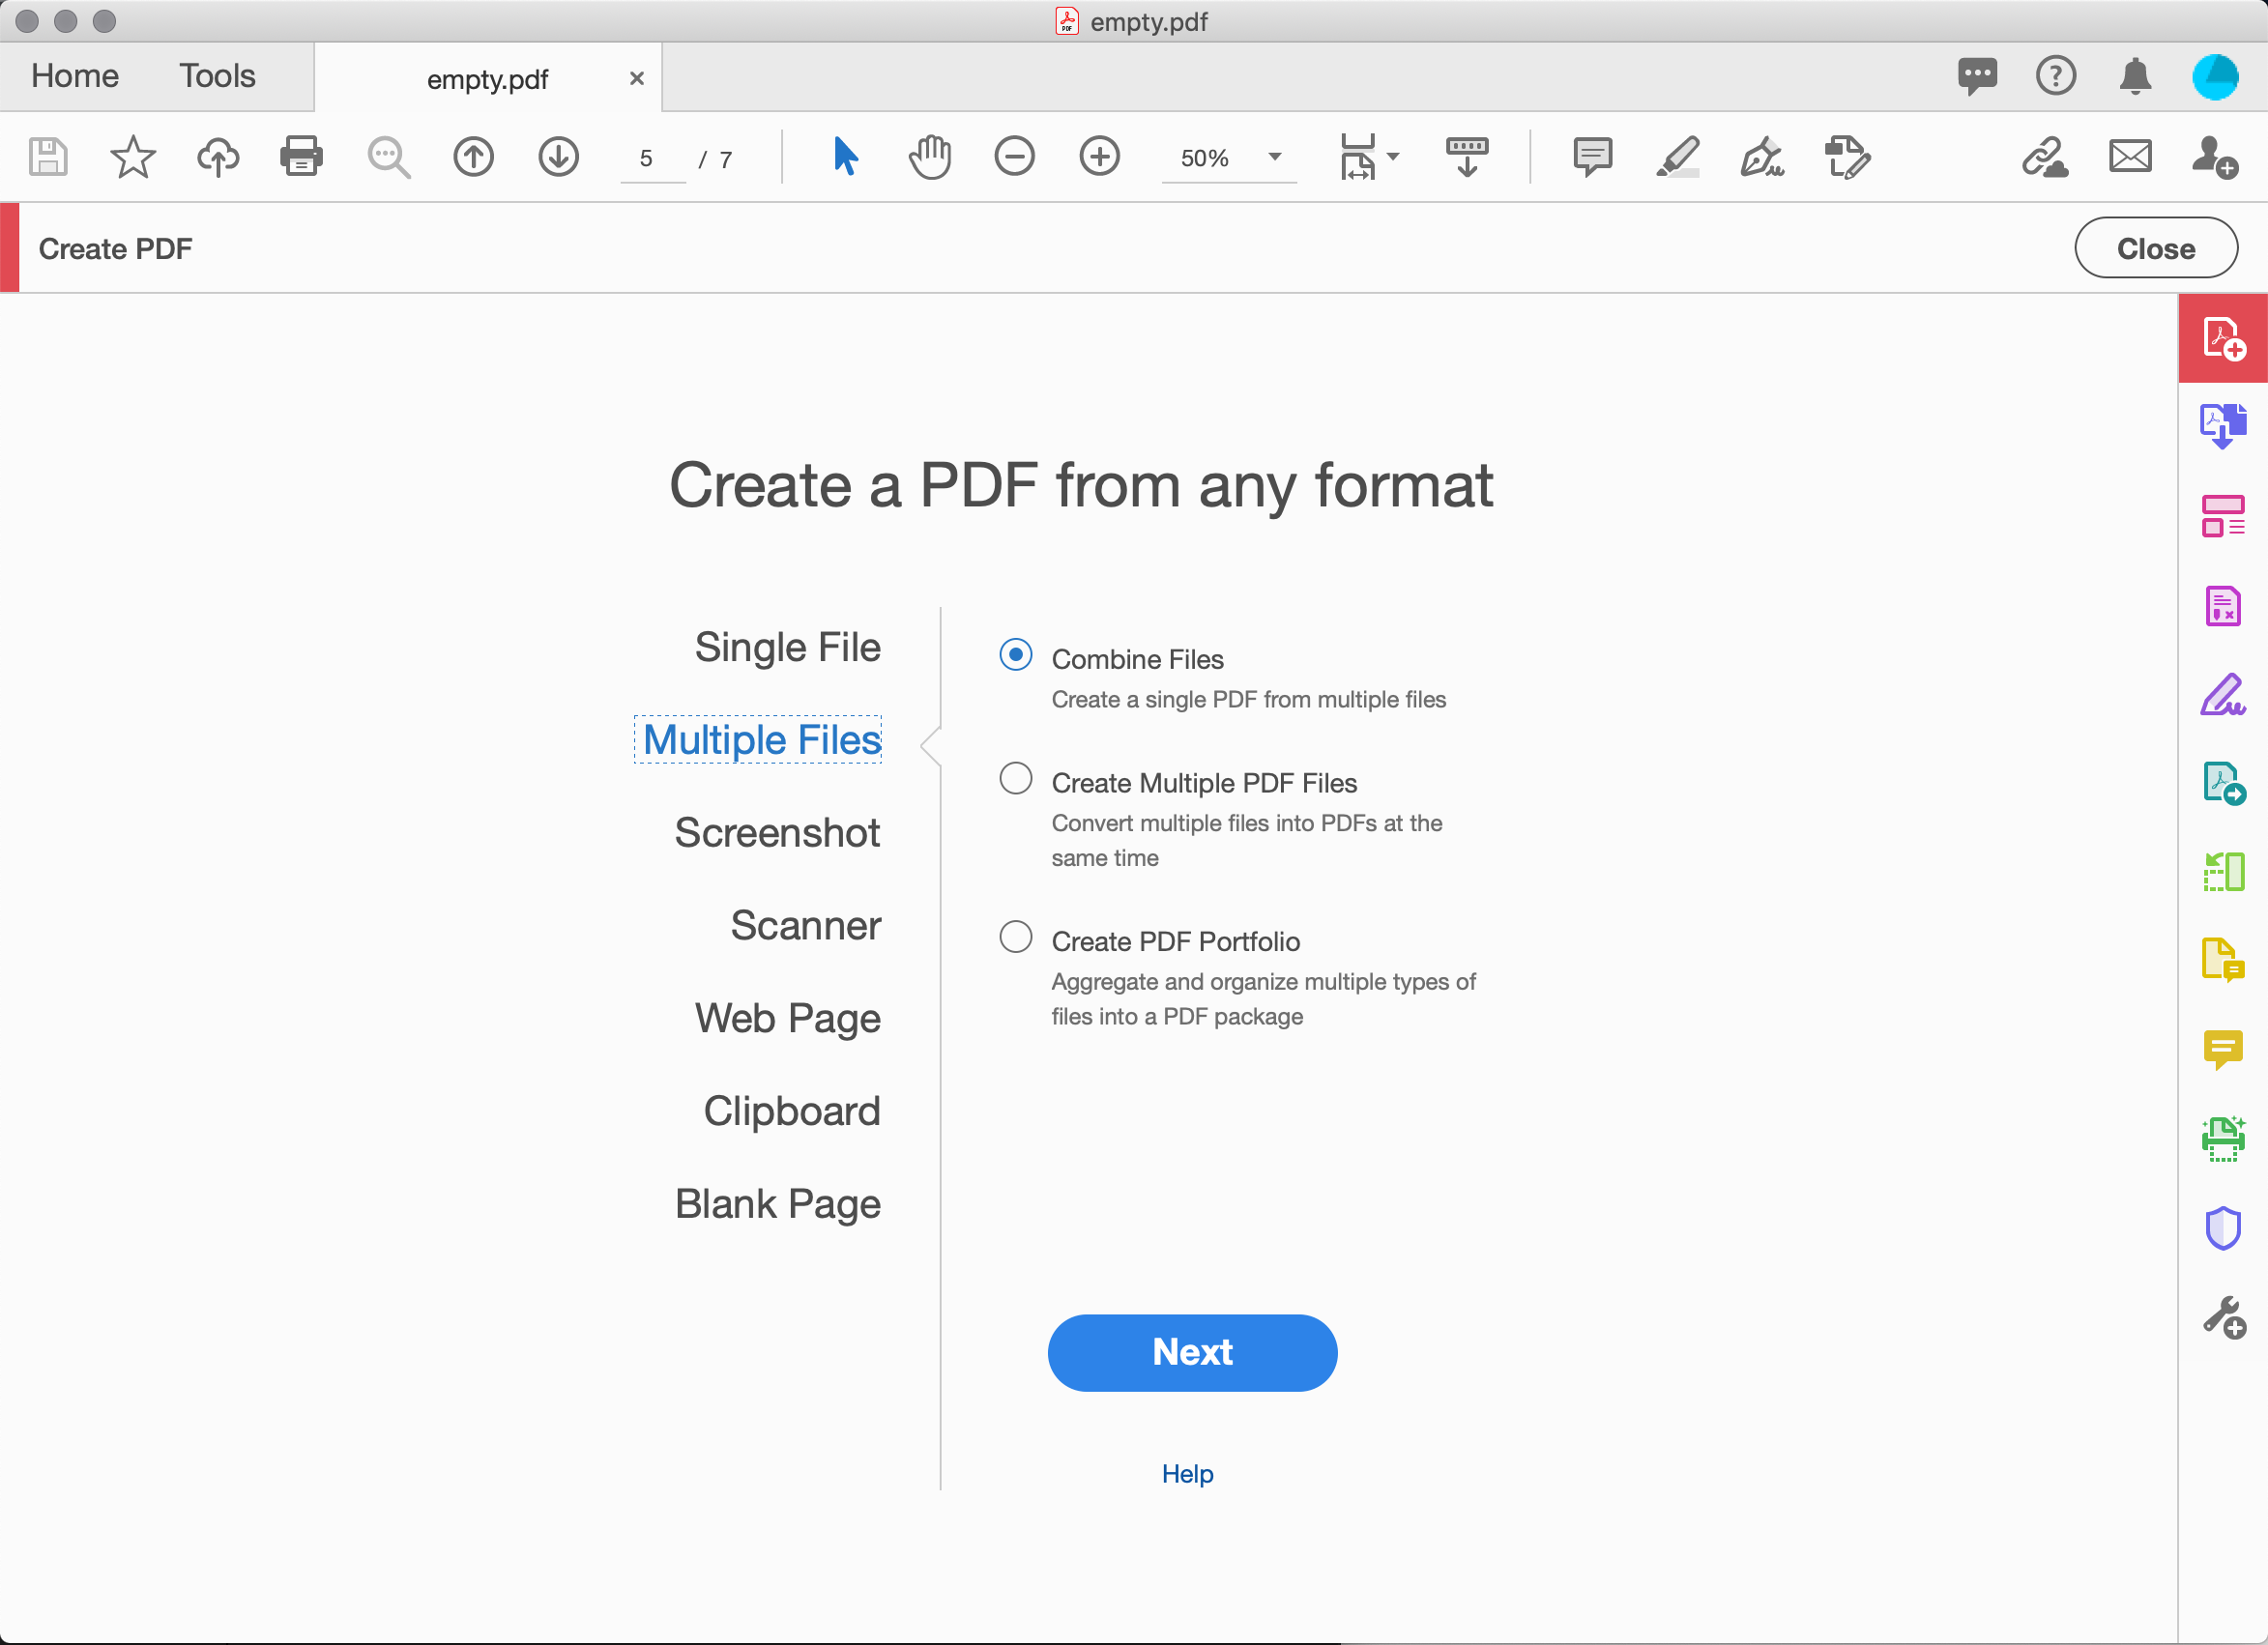 empty.pdf
Home
Tools
empty.pdf
5 / 7
50%
Create PDF
Close
Create a PDF from any format
Single File
Multiple Files
Screenshot
Scanner
Web Page
Clipboard
Blank Page
Combine Files
Create a single PDF from multiple files
Create Multiple PDF Files
Convert multiple files into PDFs at the
same time
Create PDF Portfolio
Aggregate and organize multiple types of
files into a PDF package
Next
Help